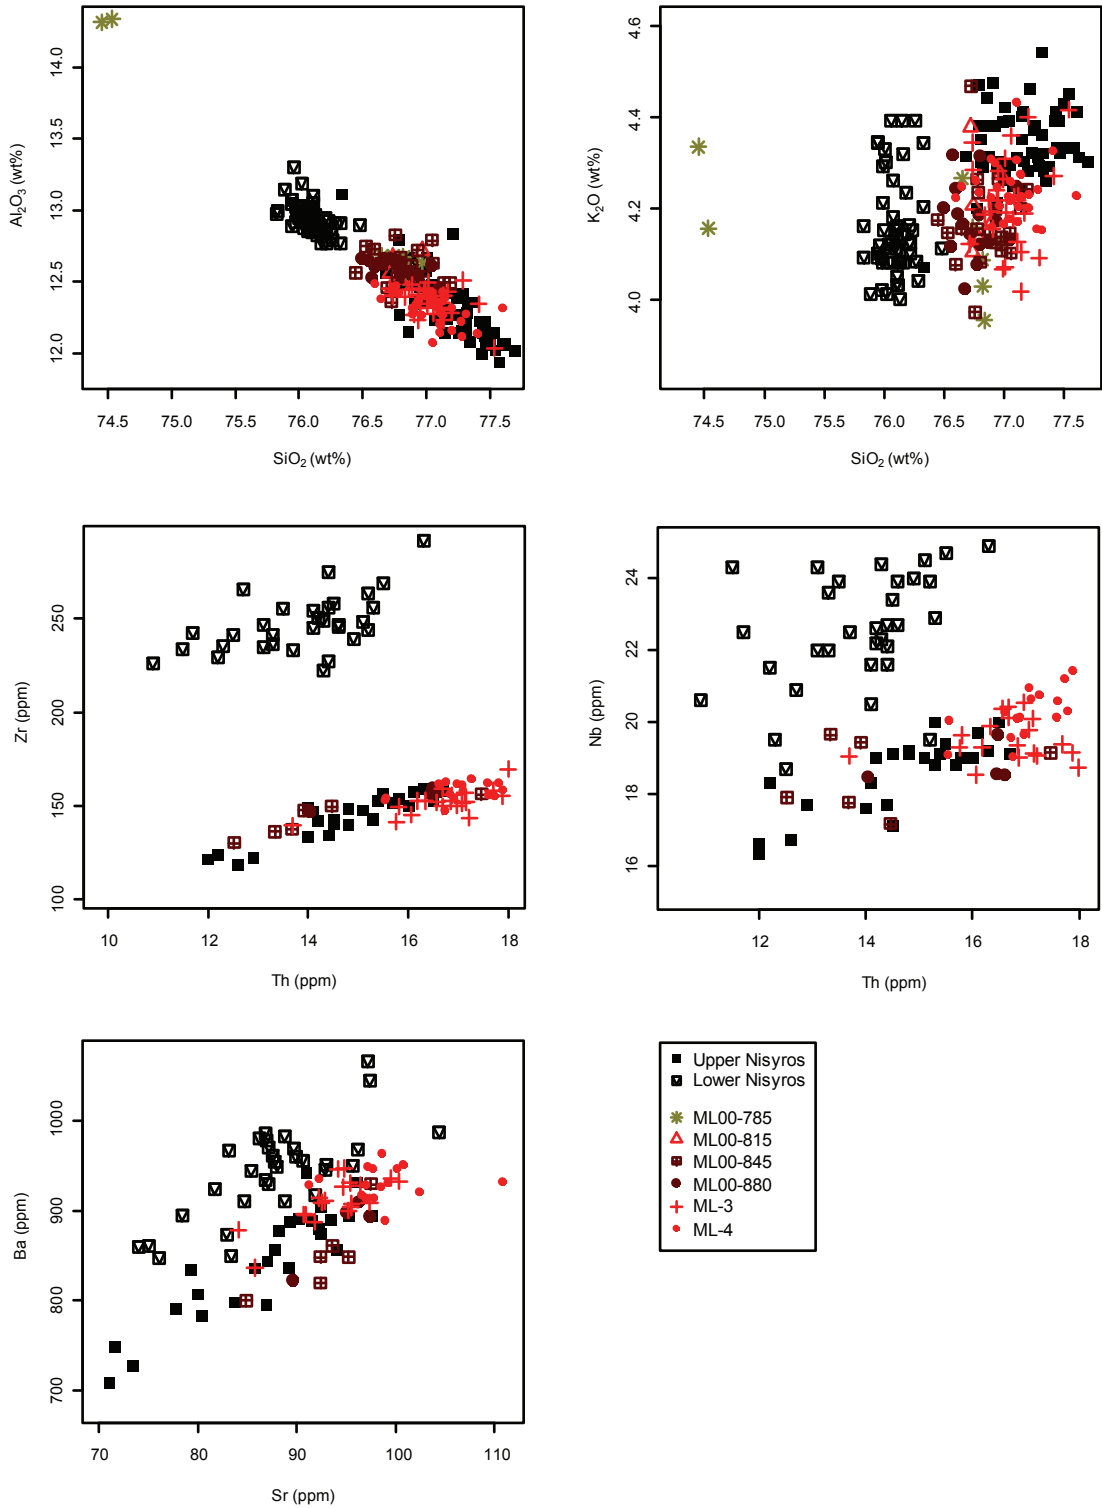 14.0
13.5
13.0
12.5
12.0
Al2O3 (wt%)
74.5 75.0 75.5 76.0 76.5 77.0 77.5
SiO2 (wt%)
4.6
4.4
4.2
4.0
K2O (wt%)
74.5 75.0 75.5 76.0 76.5 77.0 77.5
SiO2 (wt%)
250
200
150
100
Zr (ppm)
10 12 14 16 18
Th (ppm)
24
22
20
18
16
Nb (ppm)
12 14 16 18
Th (ppm)
1000
900
800
700
Ba (ppm)
70 80 90 100 110
Sr (ppm)
Upper Nisyros
Lower Nisyros
ML00-785
ML00-815
ML00-845
ML00-880
ML-3
ML-4